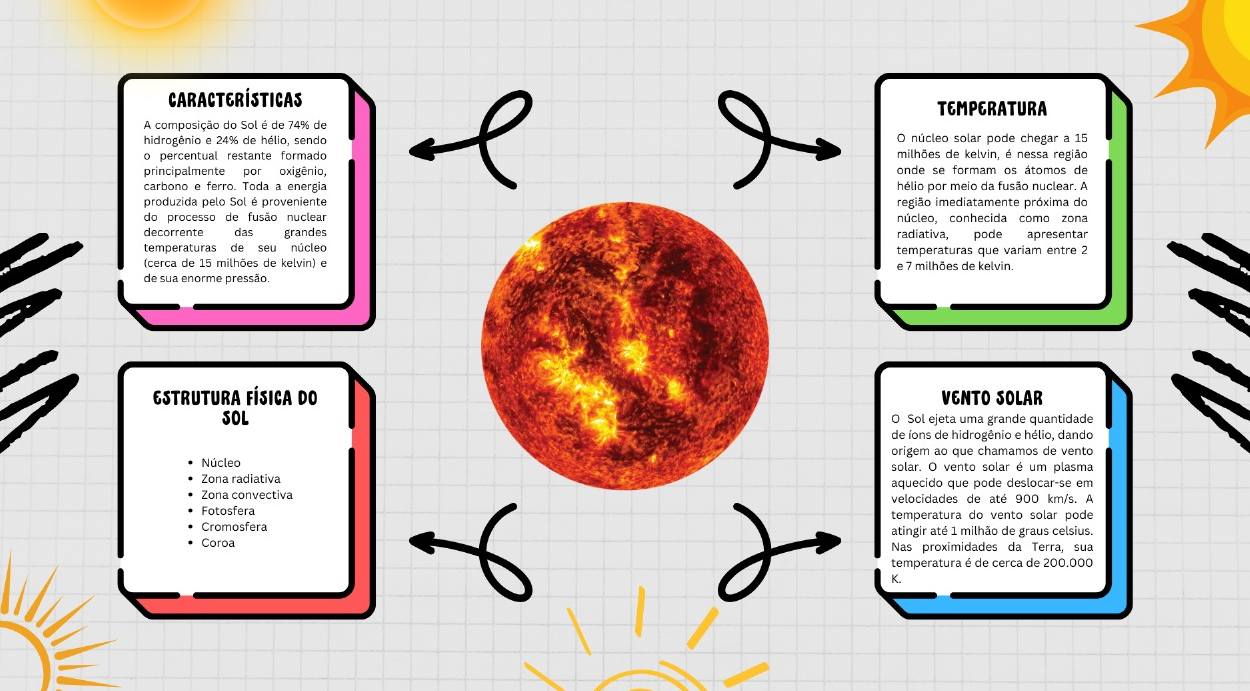 CARACTERÍSTICAS
A composição do Sol é de 74% de
hidrogênio e 24% de hélio, sendo
o percentual restante formado
principalmente por oxigênio,
carbono e ferro. Toda a energia
produzida pelo Sol é proveniente
do processo de fusão nuclear
decorrente das grandes
temperaturas de seu núcleo
(cerca de 15 milhões de kelvin) e
de sua enorme pressão.
TEMPERATURA
O núcleo solar pode chegar a 15
milhões de kelvin, é nessa região
onde se formam os átomos de
hélio por meio da fusão nuclear. A
região imediatamente próxima do
núcleo, conhecida como zona
radiativa, pode apresentar
temperaturas que variam entre 2
e 7 milhões de kelvin.
ESTRUTURA FÍSICA DO
SOL
• Núcleo
• Zona radiativa
• Zona convectiva
• Fotosfera
• Cromosfera
• Coroa
VENTO SOLAR
O Sol ejeta uma grande quantidade
de íons de hidrogênio e hélio, dando
origem ao que chamamos de vento
solar. O vento solar é um plasma
aquecido que pode deslocar-se em
velocidades de até 900 km/s. A
temperatura do vento solar pode
atingir até 1 milhão de graus celsius.
Nas proximidades da Terra, sua
temperatura é de cerca de 200.000
K.